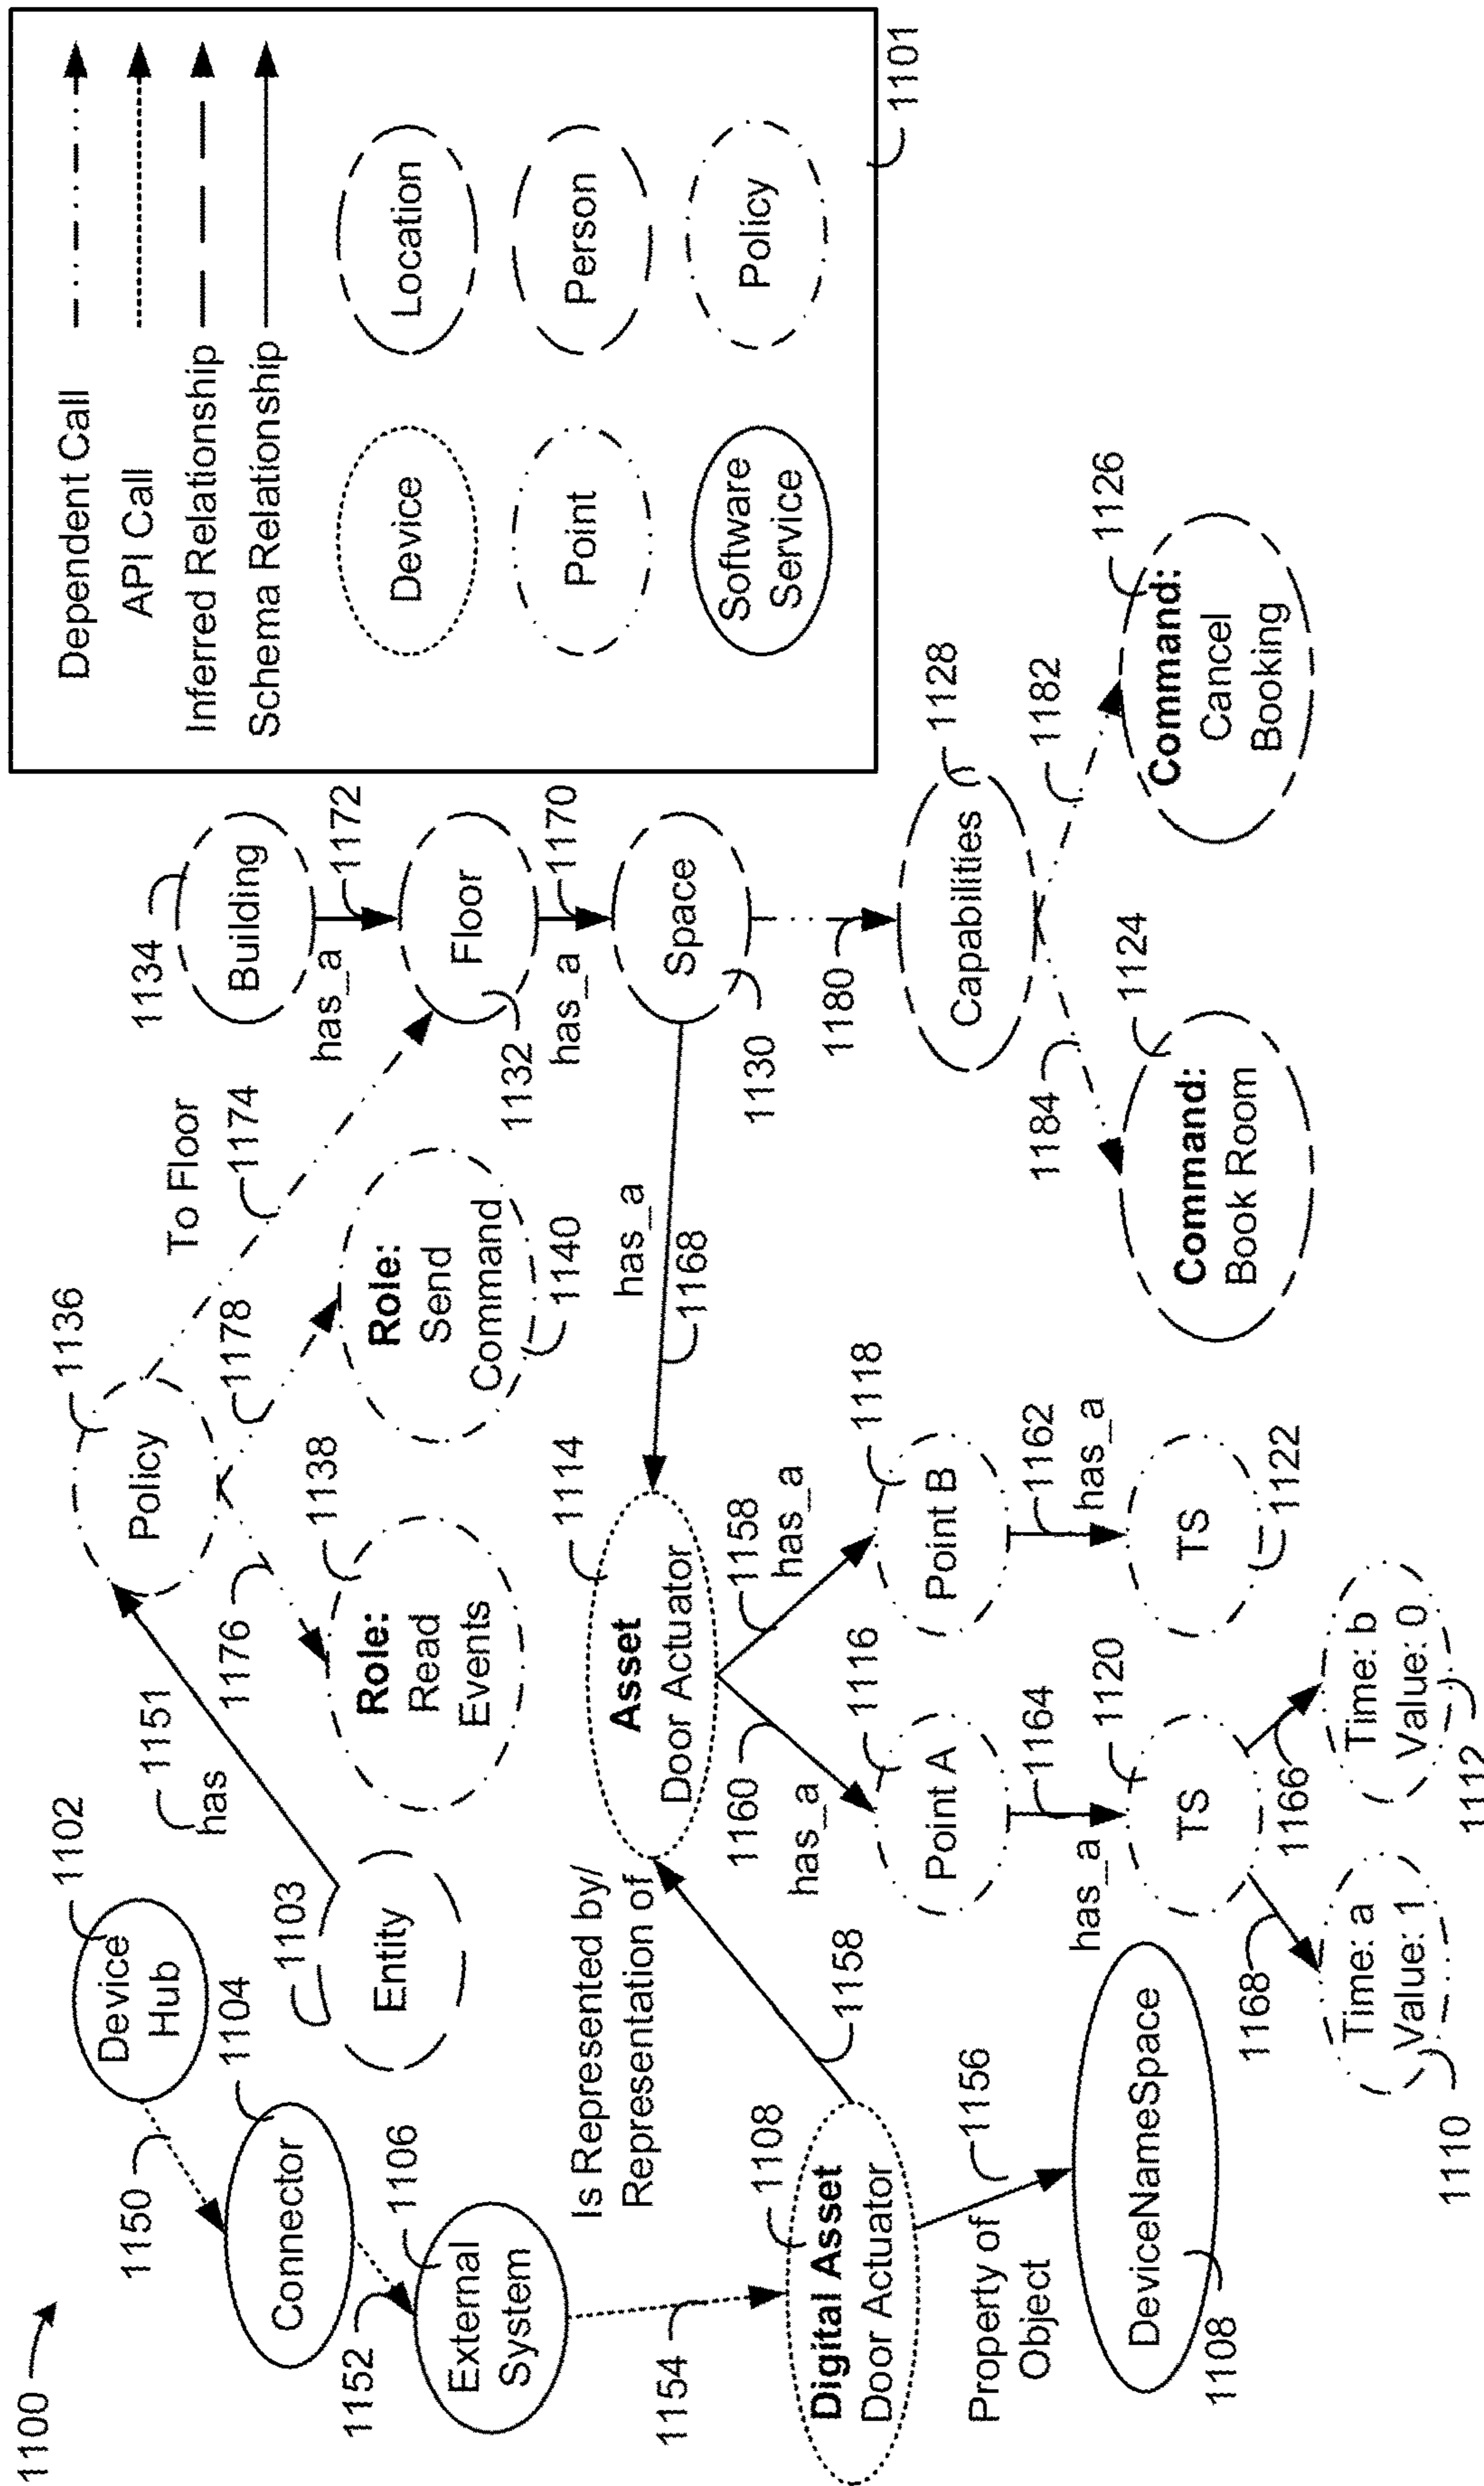 1100
1150
Device
Hub
1102
1104
Connector
1152
1106
External
System
1154
1103
Entity
1151
has
Policy
1136
1176
1178
1174
To Floor
Role:
Read
Events
1138
Role:
Send
Command
1140
1134
Building
has_a
1172
Floor
1132
has_a
1170
Space
1130
has_a
1168
1180
Capabilities
1128
1184
1182
Command:
Book Room
1124
Command:
Cancel
Booking
1126
Is Represented by/
Representation of
1158
Digital Asset
Door Actuator
1108
Property of
Object
1156
DeviceNameSpace
1108
Asset
Door Actuator
1114
1160
has_a
1158
has_a
Point A
1116
Point B
1118
has_a
1164
1162
has_a
TS
1120
TS
1122
1168
1166
Time: a
Value: 1
1110
Time: b
Value: 0
1112
Dependent Call
API Call
Inferred Relationship
Schema Relationship
Device
Location
Point
Person
Software
Service
Policy
1101